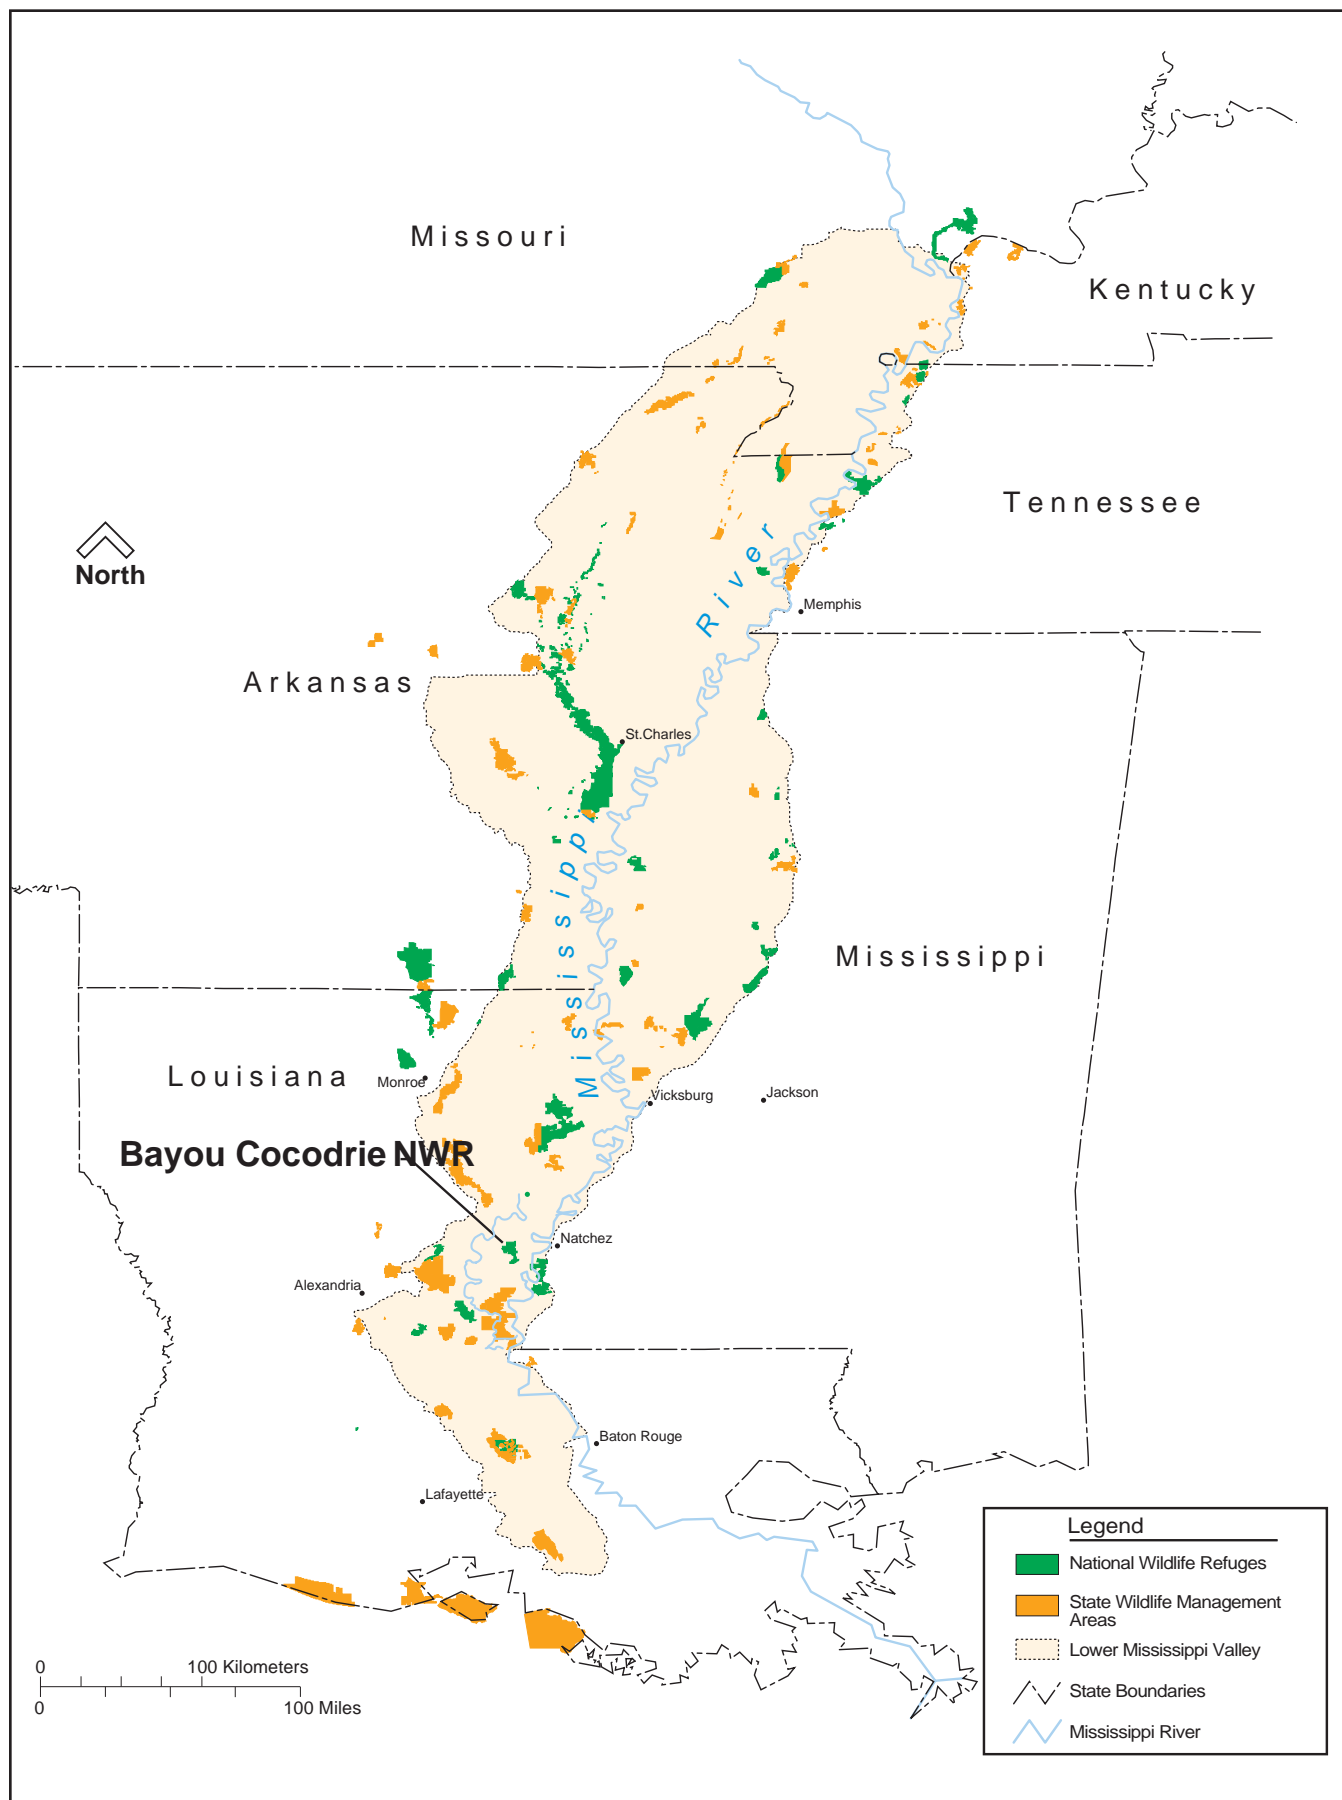 Missouri
Kentucky
Tennessee
North
River
Memphis
Arkansas
St.Charles
Mississippi
Mississippi
Louisiana
Monroe
Vicksburg
Jackson
Bayou Cocodrie NWR
Natchez
Alexandria
Baton Rouge
Lafayette
Legend
National Wildlife Refuges
State Wildlife Management
Areas
Lower Mississippi Valley
State Boundaries
Mississippi River
0 100 Kilometers
0 100 Miles